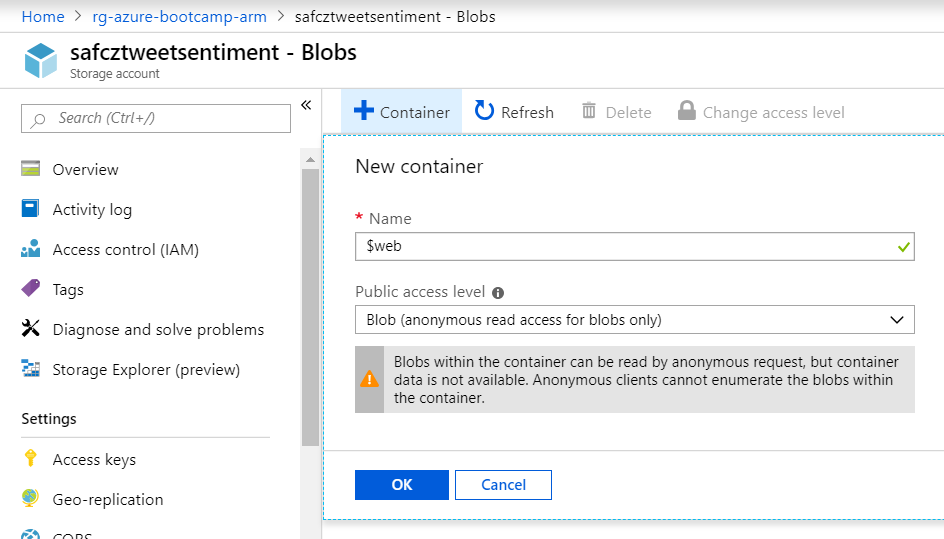 Home > rg-azure-bootcamp-arm > safcztweetsentiment - Blobs
safcztweetsentiment - Blobs
Storage account
Search (Ctrl+/)
Overview
Activity log
Access control (IAM)
Tags
Diagnose and solve problems
Storage Explorer (preview)
Settings
Access keys
Geo-replication
CORS
Container
Refresh
Delete
Change access level
New container
* Name
$web
Public access level
Blob (anonymous read access for blobs only)
Blobs within the container can be read by anonymous request, but container
data is not available. Anonymous clients cannot enumerate the blobs within
the container.
OK
Cancel